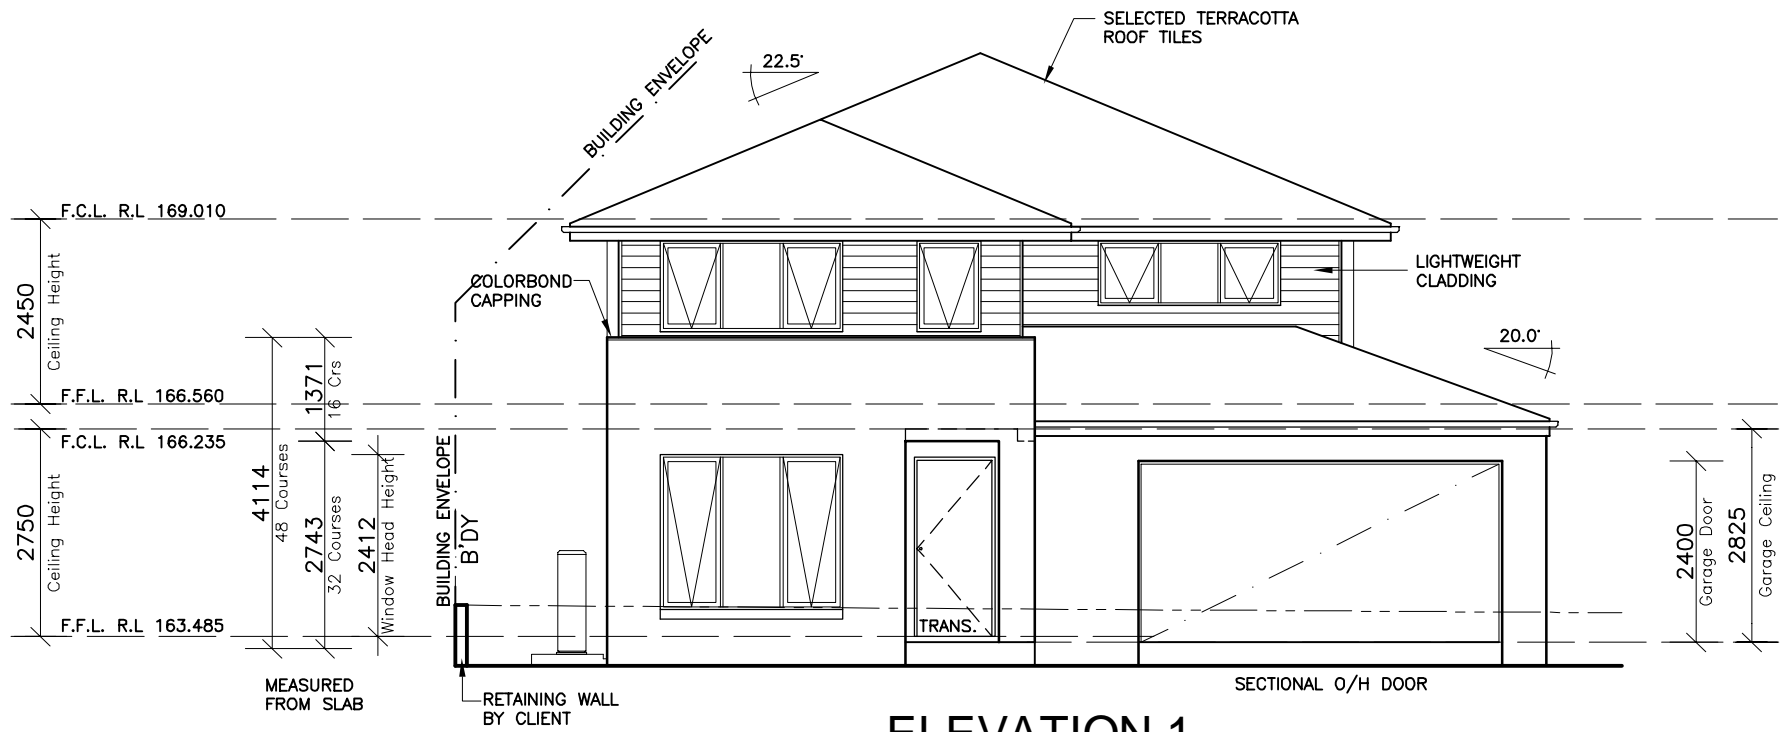 SELECTED TERRACOTTA
ROOF TILES
BUILDING ENVELOPE
22.5°
F.C.L. R.L 169.010
2450
Ceiling Height
COLORBOND
CAPPING
LIGHTWEIGHT
CLADDING
20.0°
F.F.L. R.L 166.560
F.C.L. R.L 166.235
2750
Ceiling Height
F.F.L. R.L 163.485
4114
48 Courses
1371
16 Crs
2743
32 Courses
2412
Window Head Height
BUILDING ENVELOPE
B'DY
TRANS.
2400
Garage Door
2825
Garage Ceiling
MEASURED
FROM SLAB
RETAINING WALL
BY CLIENT
SECTIONAL O/H DOOR
ELEVATION 1